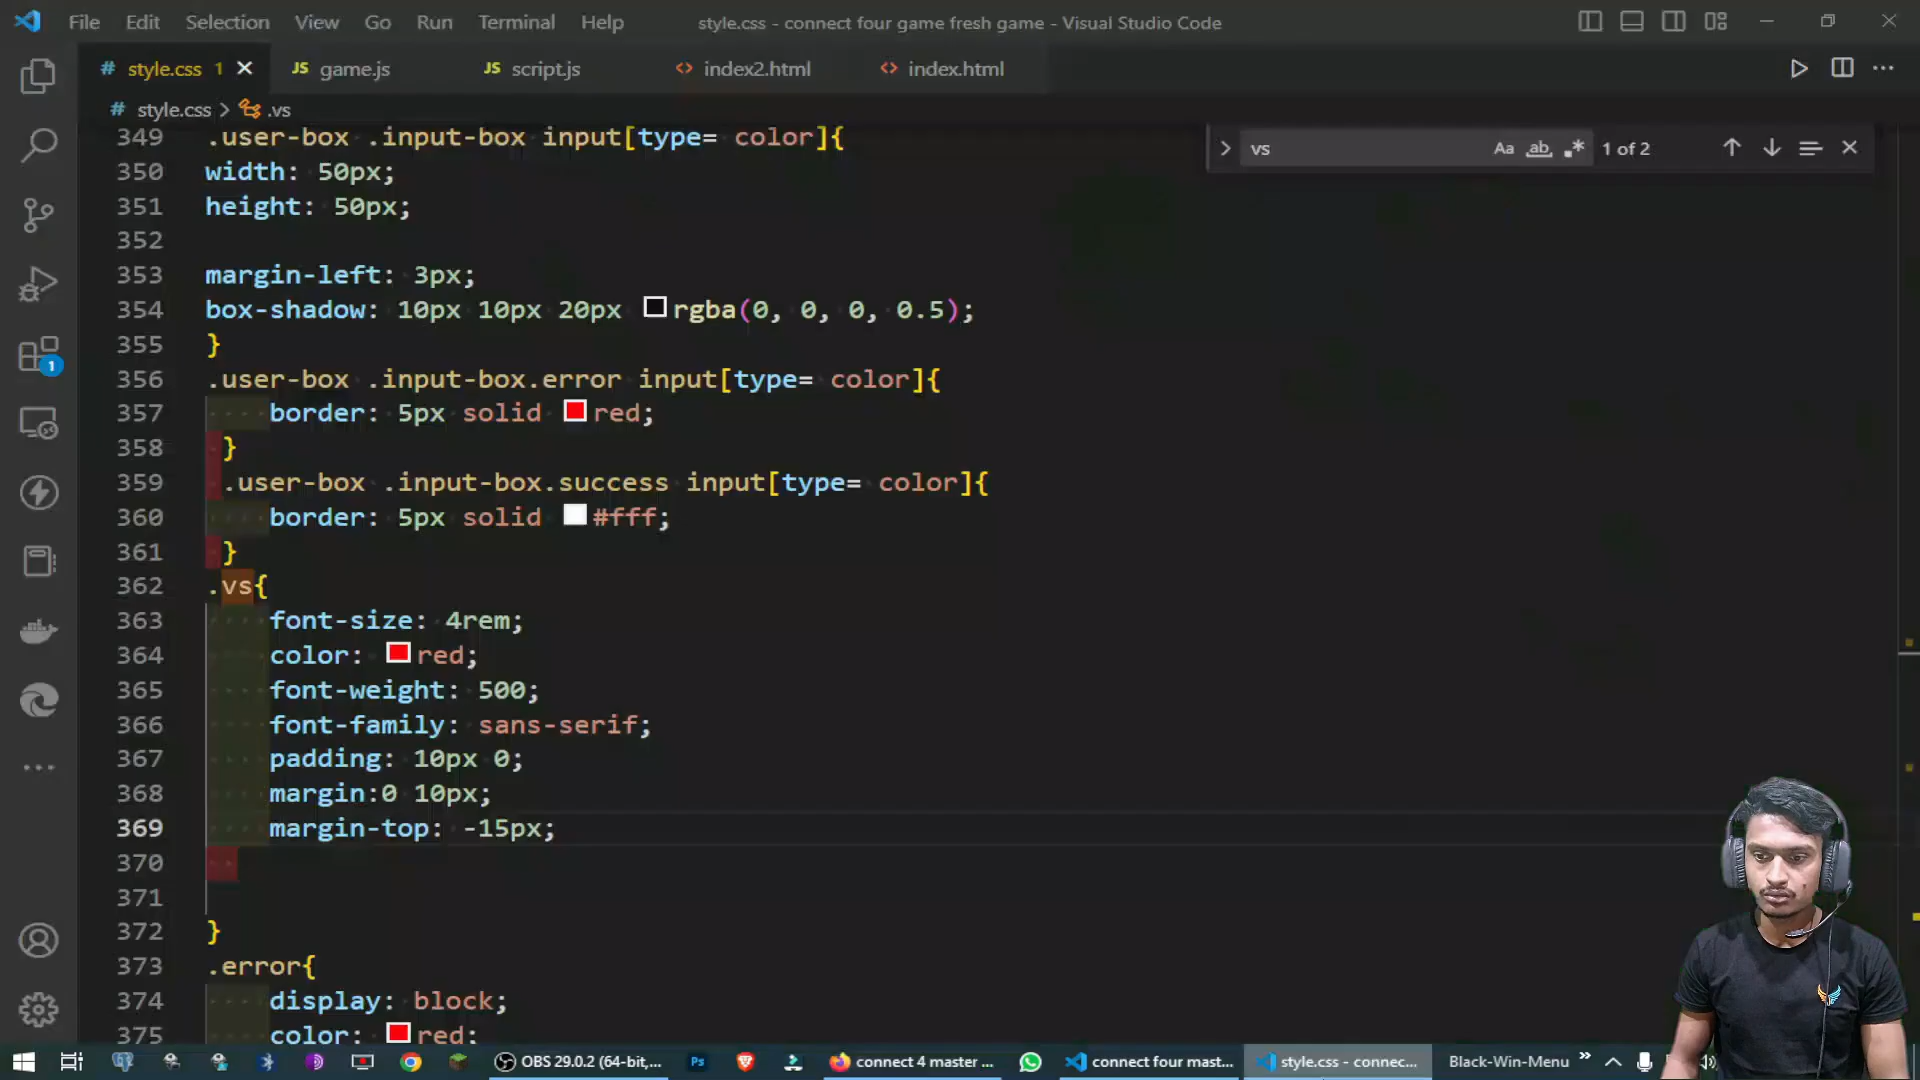 File Edit Selection View Go Run Terminal Help style.css - connect four game fresh game - Visual Studio Code
# style.css 1 JS game.js JS script.js <> index2.html <> index.html
# style.css > .vs
vs Aa ab .* 1 of 2
349 .user-box .input-box input[type= color]{
350 width: 50px;
351 height: 50px;
352
353 margin-left: 3px;
354 box-shadow: 10px 10px 20px rgba(0, 0, 0, 0.5);
355 }
356 .user-box .input-box.error input[type= color]{
357 border: 5px solid red;
358 }
359 .user-box .input-box.success input[type= color]{
360 border: 5px solid #fff;
361 }
362 .vs{
363 font-size: 4rem;
364 color: red;
365 font-weight: 500;
366 font-family: sans-serif;
367 padding: 10px 0;
368 margin:0 10px;
369 margin-top: -15px;
370
371
372 }
373 .error{
374 display: block;
375 color: red;
1
OBS 29.0.2 (64-bit,... Ps connect 4 master ... connect four mast... style.css - connec... Black-Win-Menu »